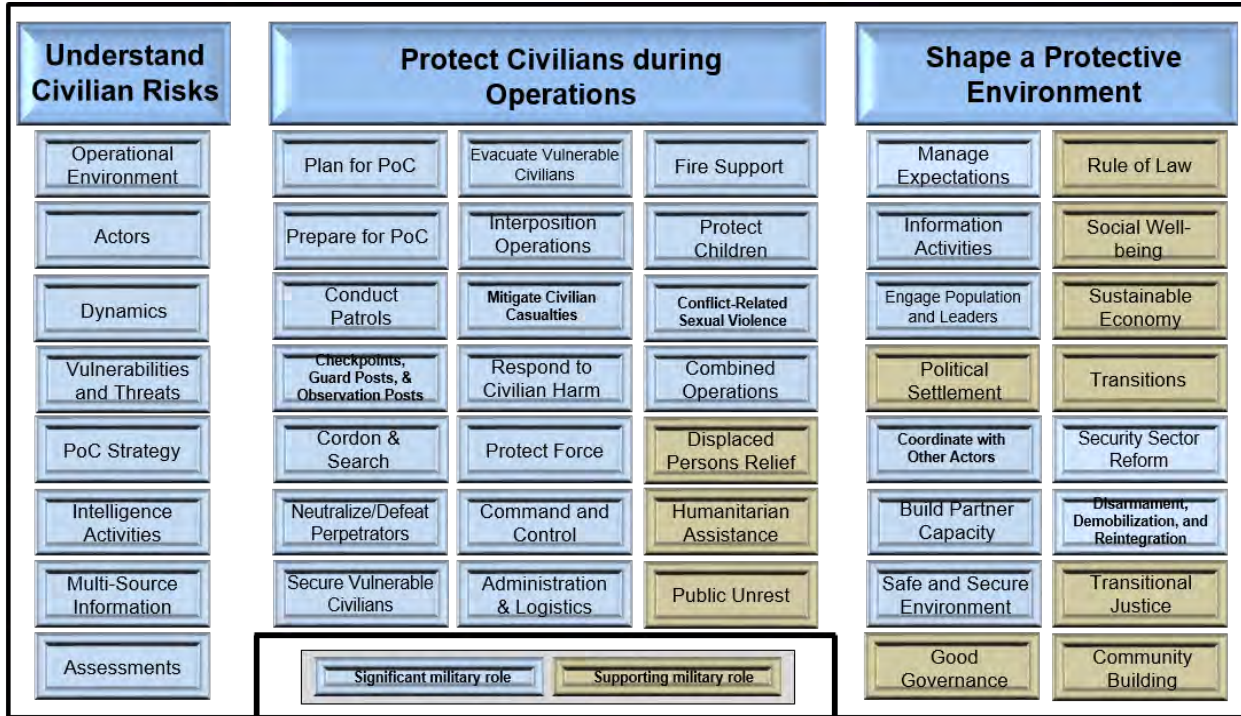 Understand
Civilian Risks
Operational
Environment
Actors
Dynamics
Vulnerabilities
and Threats
PoC Strategy
Intelligence
Activities
Multi-Source
Information
Assessments
Protect Civilians during
Operations
Plan for PoC
Prepare for PoC
Conduct
Patrols
Checkpoints,
Guard Posts, &
Observation Posts
Cordon &
Search
Neutralize/Defeat
Perpetrators
Secure Vulnerable
Civilians
Evacuate Vulnerable
Civilians
Interposition
Operations
Mitigate Civilian
Casualties
Respond to
Civilian Harm
Protect Force
Command and
Control
Administration
& Logistics
Fire Support
Protect
Children
Conflict-Related
Sexual Violence
Combined
Operations
Displaced
Persons Relief
Humanitarian
Assistance
Public Unrest
Shape a Protective
Environment
Manage
Expectations
Information
Activities
Engage Population
and Leaders
Political
Settlement
Coordinate with
Other Actors
Build Partner
Capacity
Safe and Secure
Environment
Good
Governance
Rule of Law
Social Well-
being
Sustainable
Economy
Transitions
Security Sector
Reform
Disarmament,
Demobilization, and
Reintegration
Transitional
Justice
Community
Building
Significant military role
Supporting military role